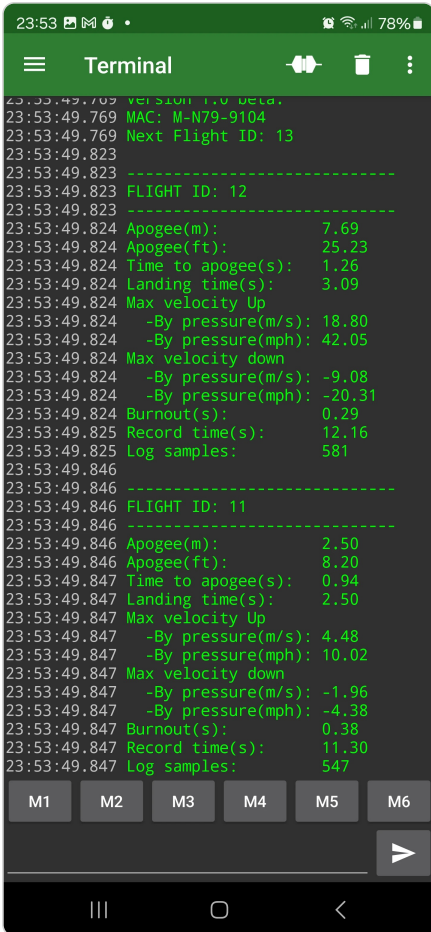 23:53
78%
Terminal
23:53:49.769 Version 1.0 beta.
23:53:49.769 MAC: M-N79-9104
23:53:49.769 Next Flight ID: 13
23:53:49.823
23:53:49.823 ------------------------------
23:53:49.823 FLIGHT ID: 12
23:53:49.823 ------------------------------
23:53:49.824 Apogee(m): 7.69
23:53:49.824 Apogee(ft): 25.23
23:53:49.824 Time to apogee(s): 1.26
23:53:49.824 Landing time(s): 3.09
23:53:49.824 Max velocity Up
23:53:49.824 -By pressure(m/s): 18.80
23:53:49.824 -By pressure(mph): 42.05
23:53:49.824 Max velocity down
23:53:49.824 -By pressure(m/s): -9.08
23:53:49.824 -By pressure(mph): -20.31
23:53:49.824 Burnout(s): 0.29
23:53:49.825 Record time(s): 12.16
23:53:49.825 Log samples: 581
23:53:49.846
23:53:49.846 ------------------------------
23:53:49.846 FLIGHT ID: 11
23:53:49.846 ------------------------------
23:53:49.846 Apogee(m): 2.50
23:53:49.846 Apogee(ft): 8.20
23:53:49.847 Time to apogee(s): 0.94
23:53:49.847 Landing time(s): 2.50
23:53:49.847 Max velocity Up
23:53:49.847 -By pressure(m/s): 4.48
23:53:49.847 -By pressure(mph): 10.02
23:53:49.847 Max velocity down
23:53:49.847 -By pressure(m/s): -1.96
23:53:49.847 -By pressure(mph): -4.38
23:53:49.847 Burnout(s): 0.38
23:53:49.847 Record time(s): 11.30
23:53:49.847 Log samples: 547
M1 M2 M3 M4 M5 M6